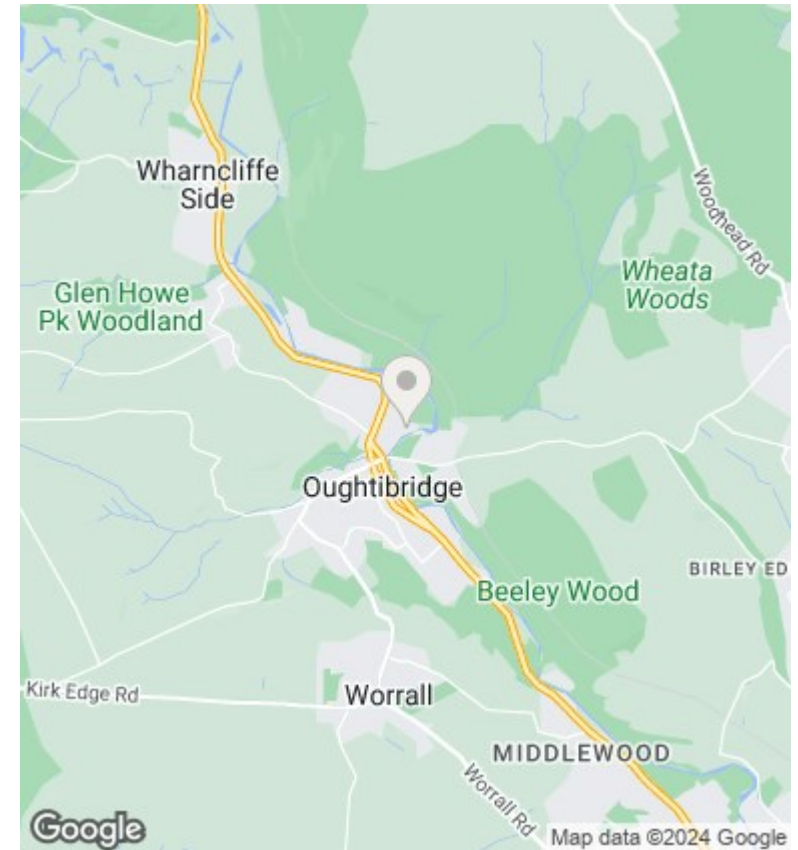 Wharncliffe
Side
Woodhead Rd
Wheata
Woods
Glen Howe
Pk Woodland
Oughtibridge
BIRLEY ED
Beeley Wood
Kirk Edge Rd
Worrall
MIDDLEWOOD
Worrall Rd
Google
Map data ©2024 Google